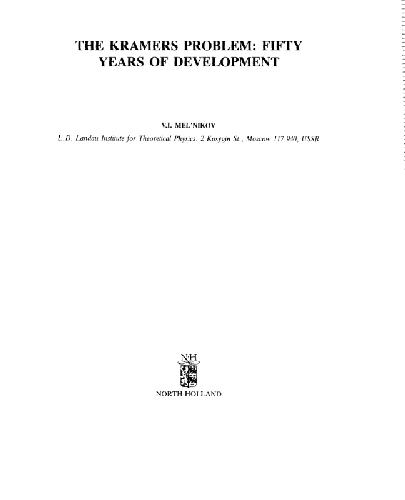 THE KRAMERS PROBLEM: FIFTY
YEARS OF DEVELOPMENT
V.I. MEL'NIKOV
L. D. Landau Institute for Theoretical Physics, 2 Kosygin St., Moscow 117 940, USSR
N·H
NORTH HOLLAND